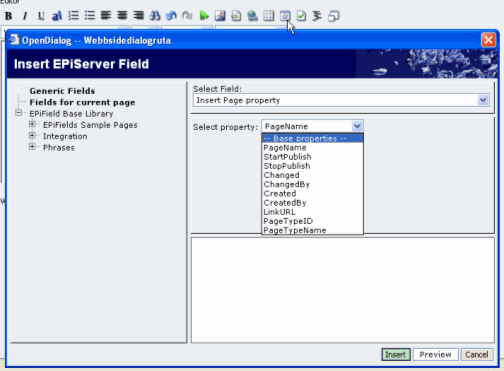 Editor
B I U
OpenDialog -- Webbsidedialogruta
Insert EPiServer Field
Generic Fields
Fields for current page
EPiField Base Library
EPiFields Sample Pages
Integration
Phrases
Select Field:
Insert Page property
Select property: PageName
-- Base properties --
PageName
StartPublish
StopPublish
Changed
ChangedBy
Created
CreatedBy
LinkURL
PageTypeID
PageTypeName
Insert Preview Cancel